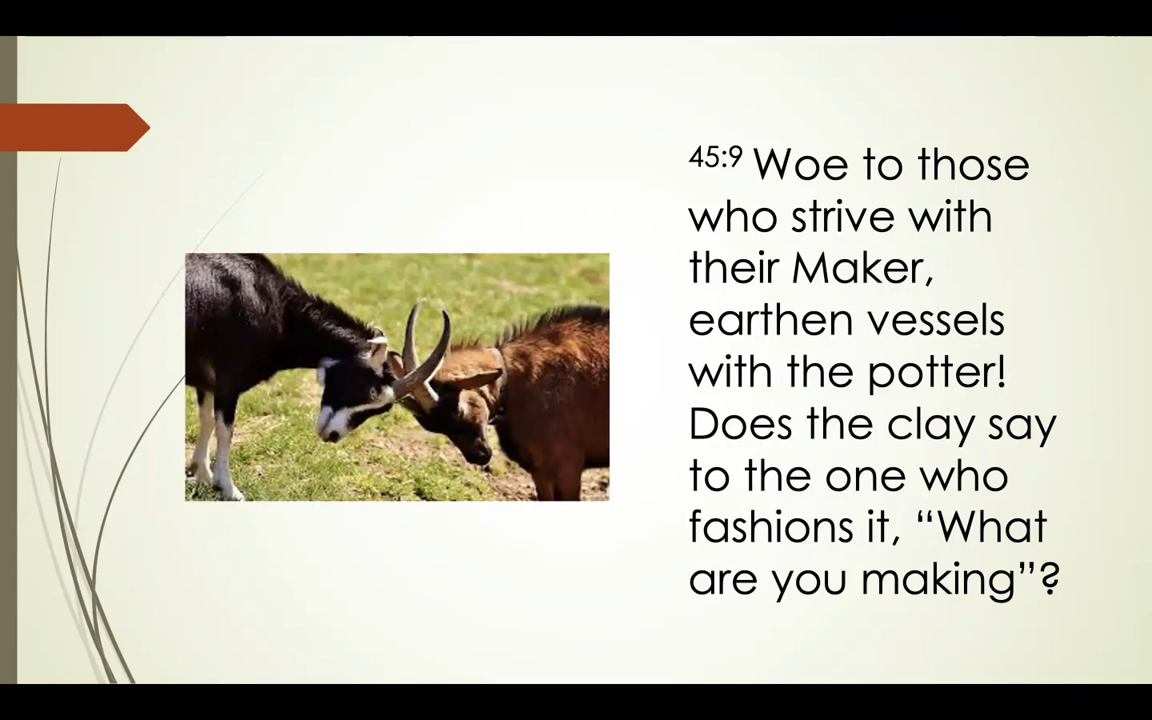 45:9 Woe to those
who strive with
their Maker,
earthen vessels
with the potter!
Does the clay say
to the one who
fashions it, “What
are you making”?